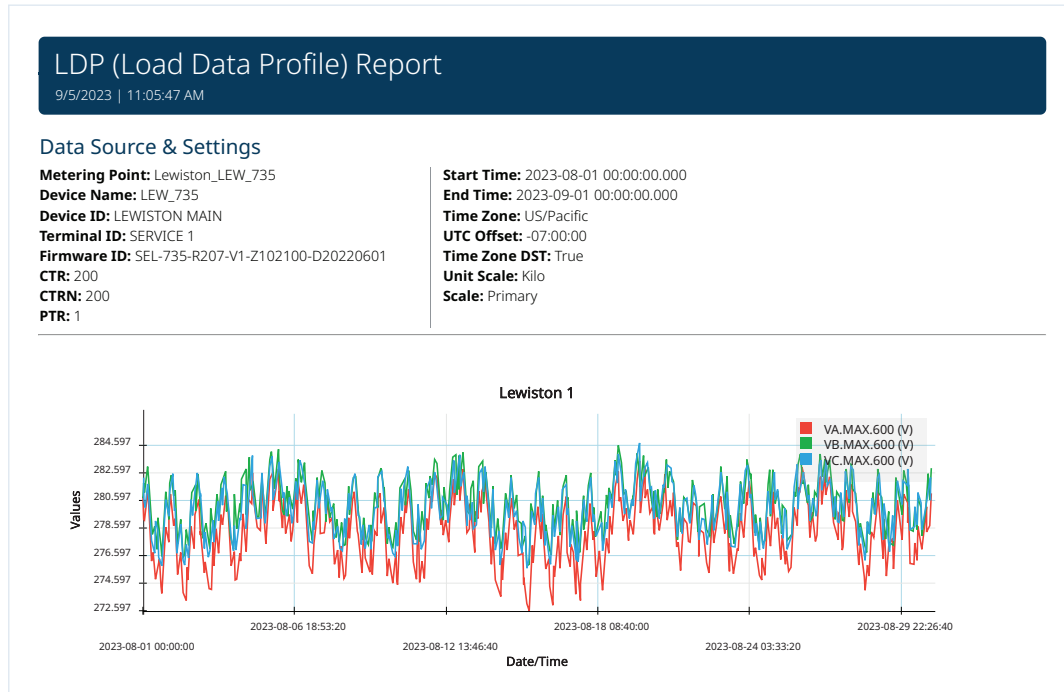 LDP (Load Data Profile) Report
9/5/2023 | 11:05:47 AM
Data Source & Settings
Metering Point: Lewiston_LEW_735
Device Name: LEW_735
Device ID: LEWISTON MAIN
Terminal ID: SERVICE 1
Firmware ID: SEL-735-R207-V1-Z102100-D20220601
CTR: 200
CTRN: 200
PTR: 1
Start Time: 2023-08-01 00:00:00.000
End Time: 2023-09-01 00:00:00.000
Time Zone: US/Pacific
UTC Offset: -07:00:00
Time Zone DST: True
Unit Scale: Kilo
Scale: Primary
Lewiston 1
VA.MAX.600 (V)
VB.MAX.600 (V)
VC.MAX.600 (V)
Values
284.597
282.597
280.597
278.597
276.597
274.597
272.597
2023-08-06 18:53:20
2023-08-18 08:40:00
2023-08-29 22:26:40
2023-08-01 00:00:00
2023-08-12 13:46:40
2023-08-24 03:33:20
Date/Time